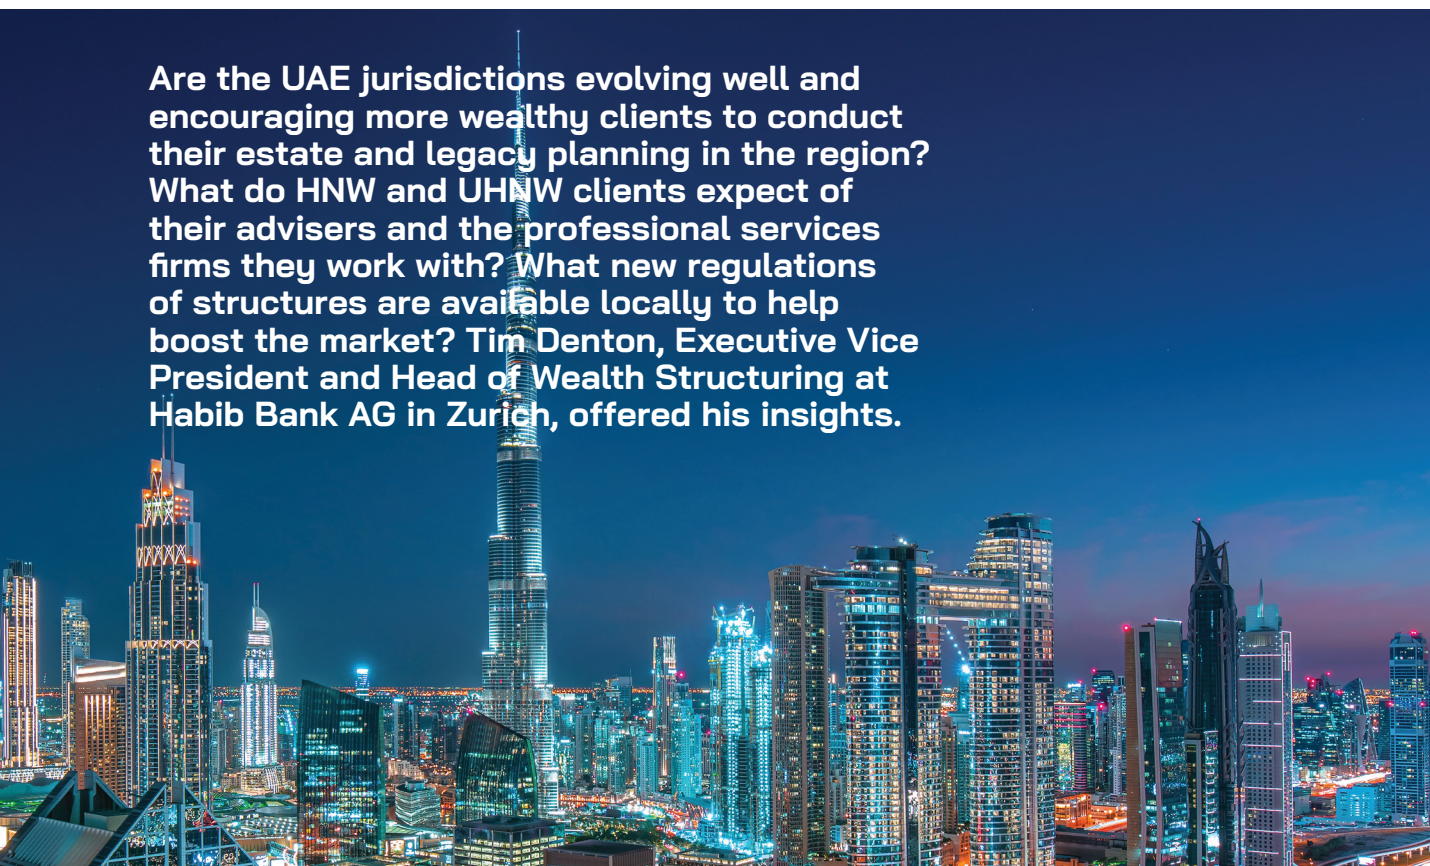 Are the UAE jurisdictions evolving well and
encouraging more wealthy clients to conduct
their estate and legacy planning in the region?
What do HNW and UHNW clients expect of
their advisers and the professional services
firms they work with? What new regulations
of structures are available locally to help
boost the market? Tim Denton, Executive Vice
President and Head of Wealth Structuring at
Habib Bank AG in Zurich, offered his insights.